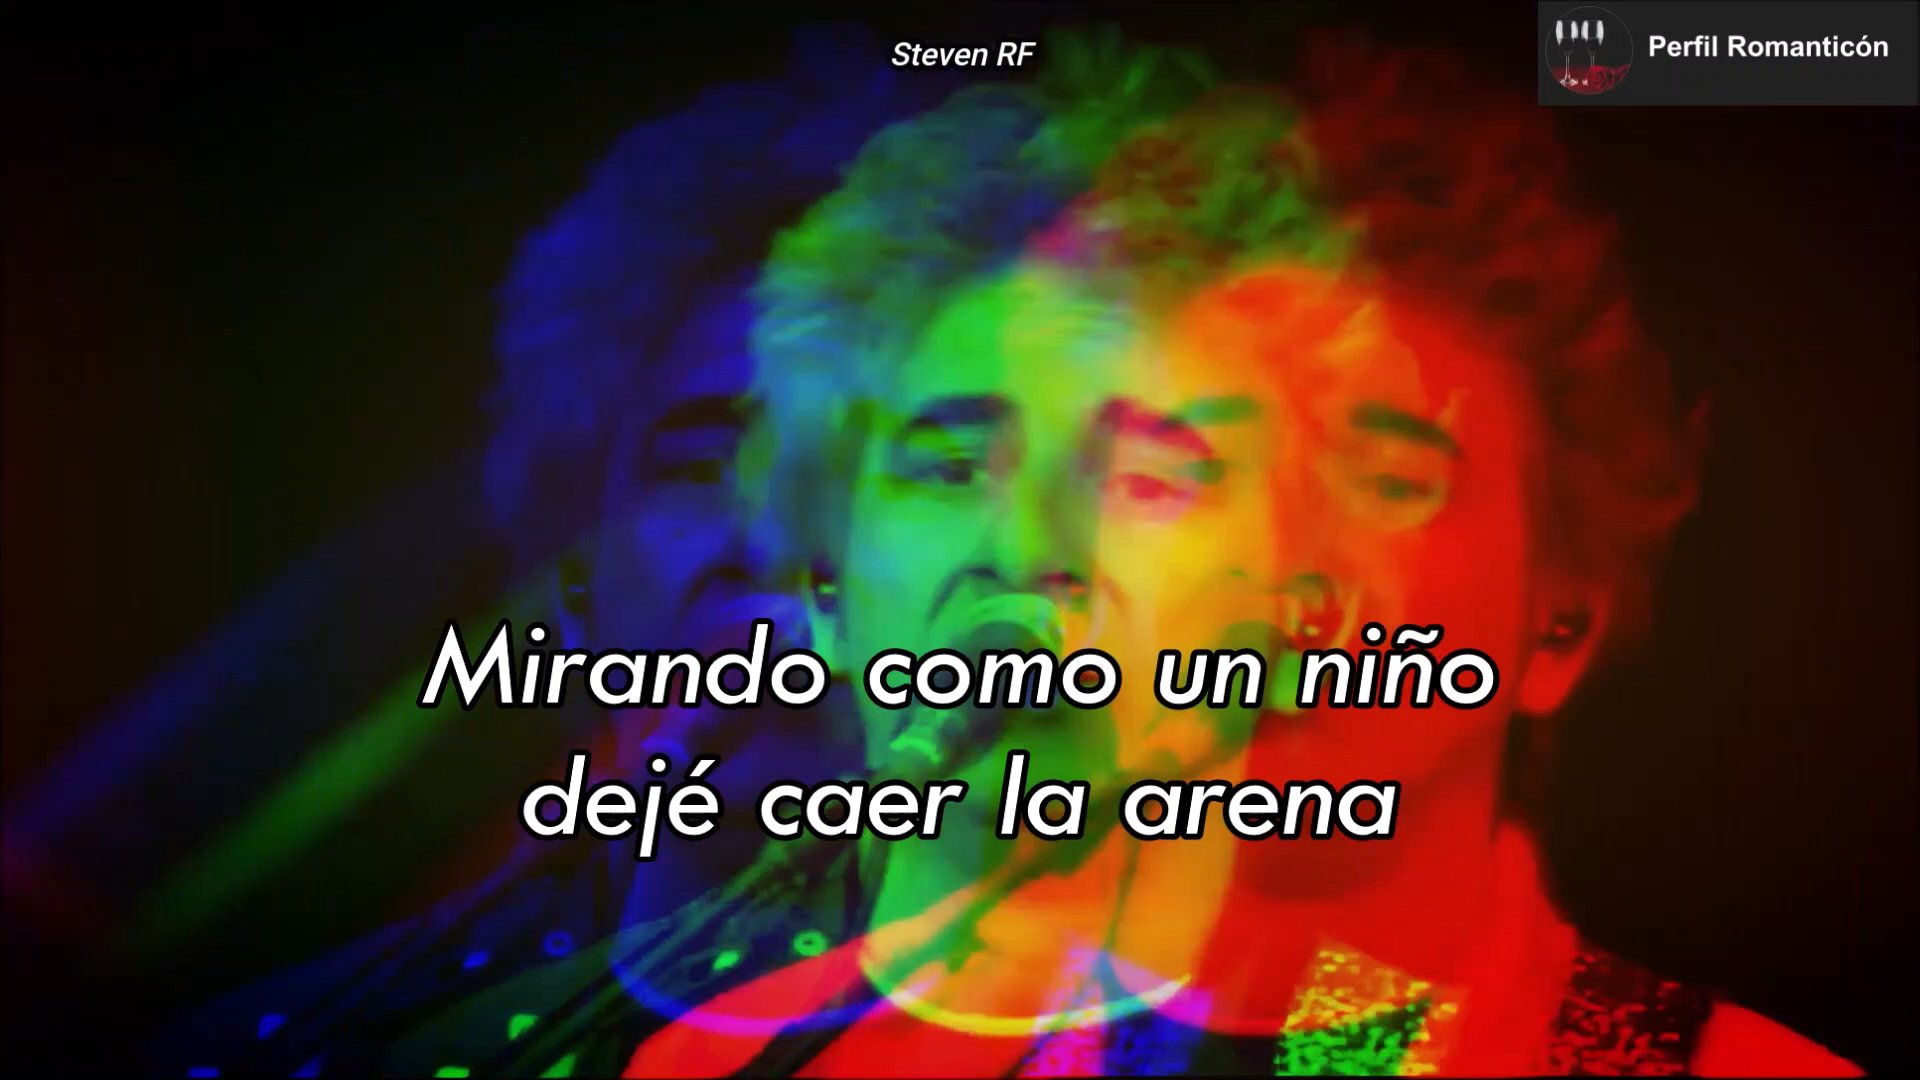 Steven RF
Perfil Romanticón
Mirando como un niño
dejé caer la arena